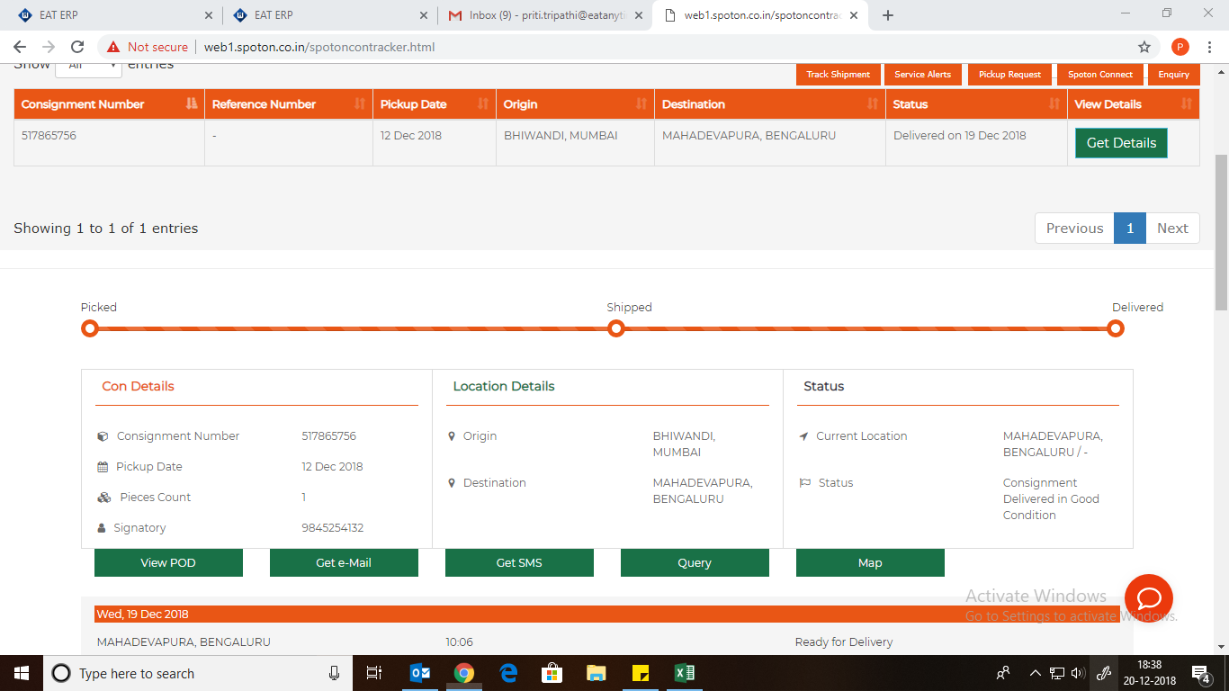 EAT ERP
EAT ERP
Inbox (9) - priti.tripathi@eatanyti
web1.spoton.co.in/spotoncontrac
Not secure
web1.spoton.co.in/spotoncontracker.html
P
Show All entries
Track Shipment Service Alerts Pickup Request Spoton Connect Enquiry
Consignment Number Reference Number Pickup Date Origin Destination Status View Details
517865756 - 12 Dec 2018 BHIWANDI, MUMBAI MAHADEVAPURA, BENGALURU Delivered on 19 Dec 2018 Get Details
Showing 1 to 1 of 1 entries
Previous 1 Next
Picked Shipped Delivered
Con Details
Consignment Number 517865756
Pickup Date 12 Dec 2018
Pieces Count 1
Signatory 9845254132
Location Details
Origin BHIWANDI,
MUMBAI
Destination MAHADEVAPURA,
BENGALURU
Status
Current Location MAHADEVAPURA,
BENGALURU / -
Status Consignment
Delivered in Good
Condition
View POD Get e-Mail Get SMS Query Map
Activate Windows
Go to Settings to activate Windows.
Wed, 19 Dec 2018
MAHADEVAPURA, BENGALURU 10:06 Ready for Delivery
Type here to search
18:38
20-12-2018
4